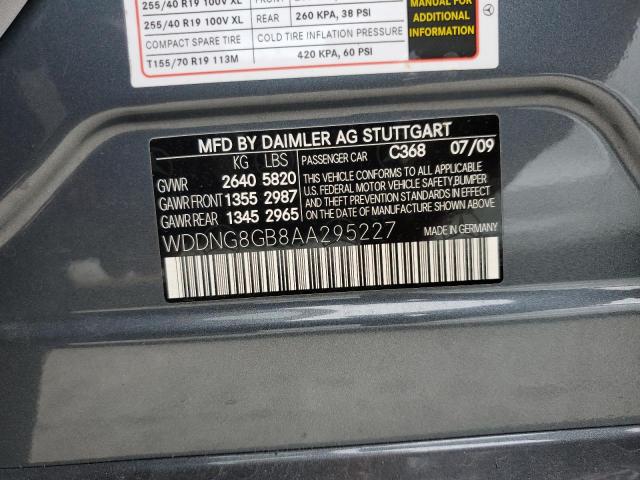 255/40 R19 100V XL
255/40 R19 100V XL REAR 260 KPA, 38 PSI
COMPACT SPARE TIRE COLD TIRE INFLATION PRESSURE
T155/70 R19 113M 420 KPA, 60 PSI
MANUAL FOR
ADDITIONAL
INFORMATION
MFD BY DAIMLER AG STUTTGART
KG LBS PASSENGER CAR C368 07/09
GVWR 2640 5820
GAWR FRONT 1355 2987
GAWR REAR 1345 2965
THIS VEHICLE CONFORMS TO ALL APPLICABLE
U.S. FEDERAL MOTOR VEHICLE SAFETY, BUMPER,
AND THEFT PREVENTION STANDARDS IN EFFECT
ON THE DATE OF MANUFACTURE SHOWN ABOVE.
WDDNG8GB8AA295227 MADE IN GERMANY